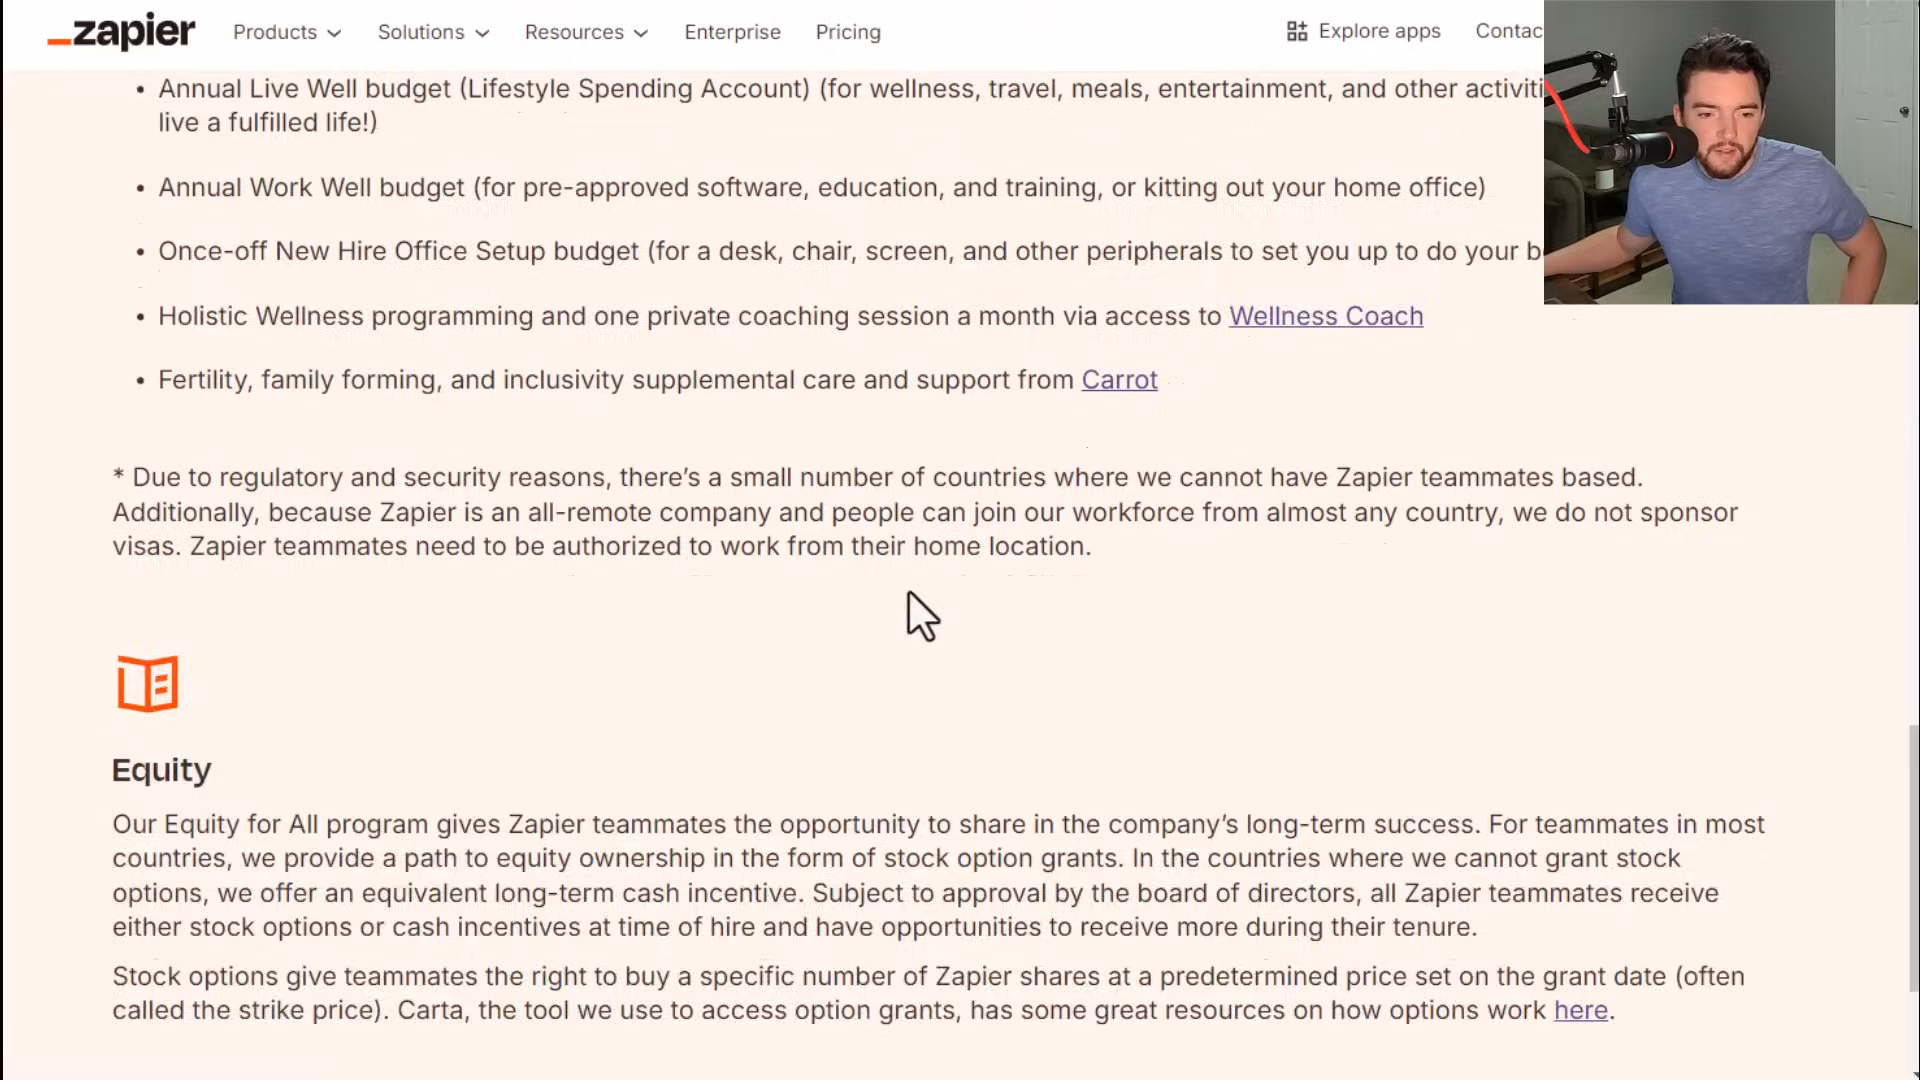 zapier
Products
Solutions
Resources
Enterprise
Pricing
Explore apps
• Annual Live Well budget (Lifestyle Spending Account) (for wellness, travel, meals, entertainment, and other
live a fulfilled life!)
• Annual Work Well budget (for pre-approved software, education, and training, or kitting out your home office)
• Once-off New Hire Office Setup budget (for a desk, chair, screen, and other peripherals to set you up to do your
• Holistic Wellness programming and one private coaching session a month via access to Wellness Coach
• Fertility, family forming, and inclusivity supplemental care and support from Carrot
* Due to regulatory and security reasons, there’s a small number of countries where we cannot have Zapier teammates based.
Additionally, because Zapier is an all-remote company and people can join our workforce from almost any country, we do not sponsor
visas. Zapier teammates need to be authorized to work from their home location.
Equity
Our Equity for All program gives Zapier teammates the opportunity to share in the company’s long-term success. For teammates in most
countries, we provide a path to equity ownership in the form of stock option grants. In the countries where we cannot grant stock
options, we offer an equivalent long-term cash incentive. Subject to approval by the board of directors, all Zapier teammates receive
either stock options or cash incentives at time of hire and have opportunities to receive more during their tenure.
Stock options give teammates the right to buy a specific number of Zapier shares at a predetermined price set on the grant date (often
called the strike price). Carta, the tool we use to access option grants, has some great resources on how options work here.